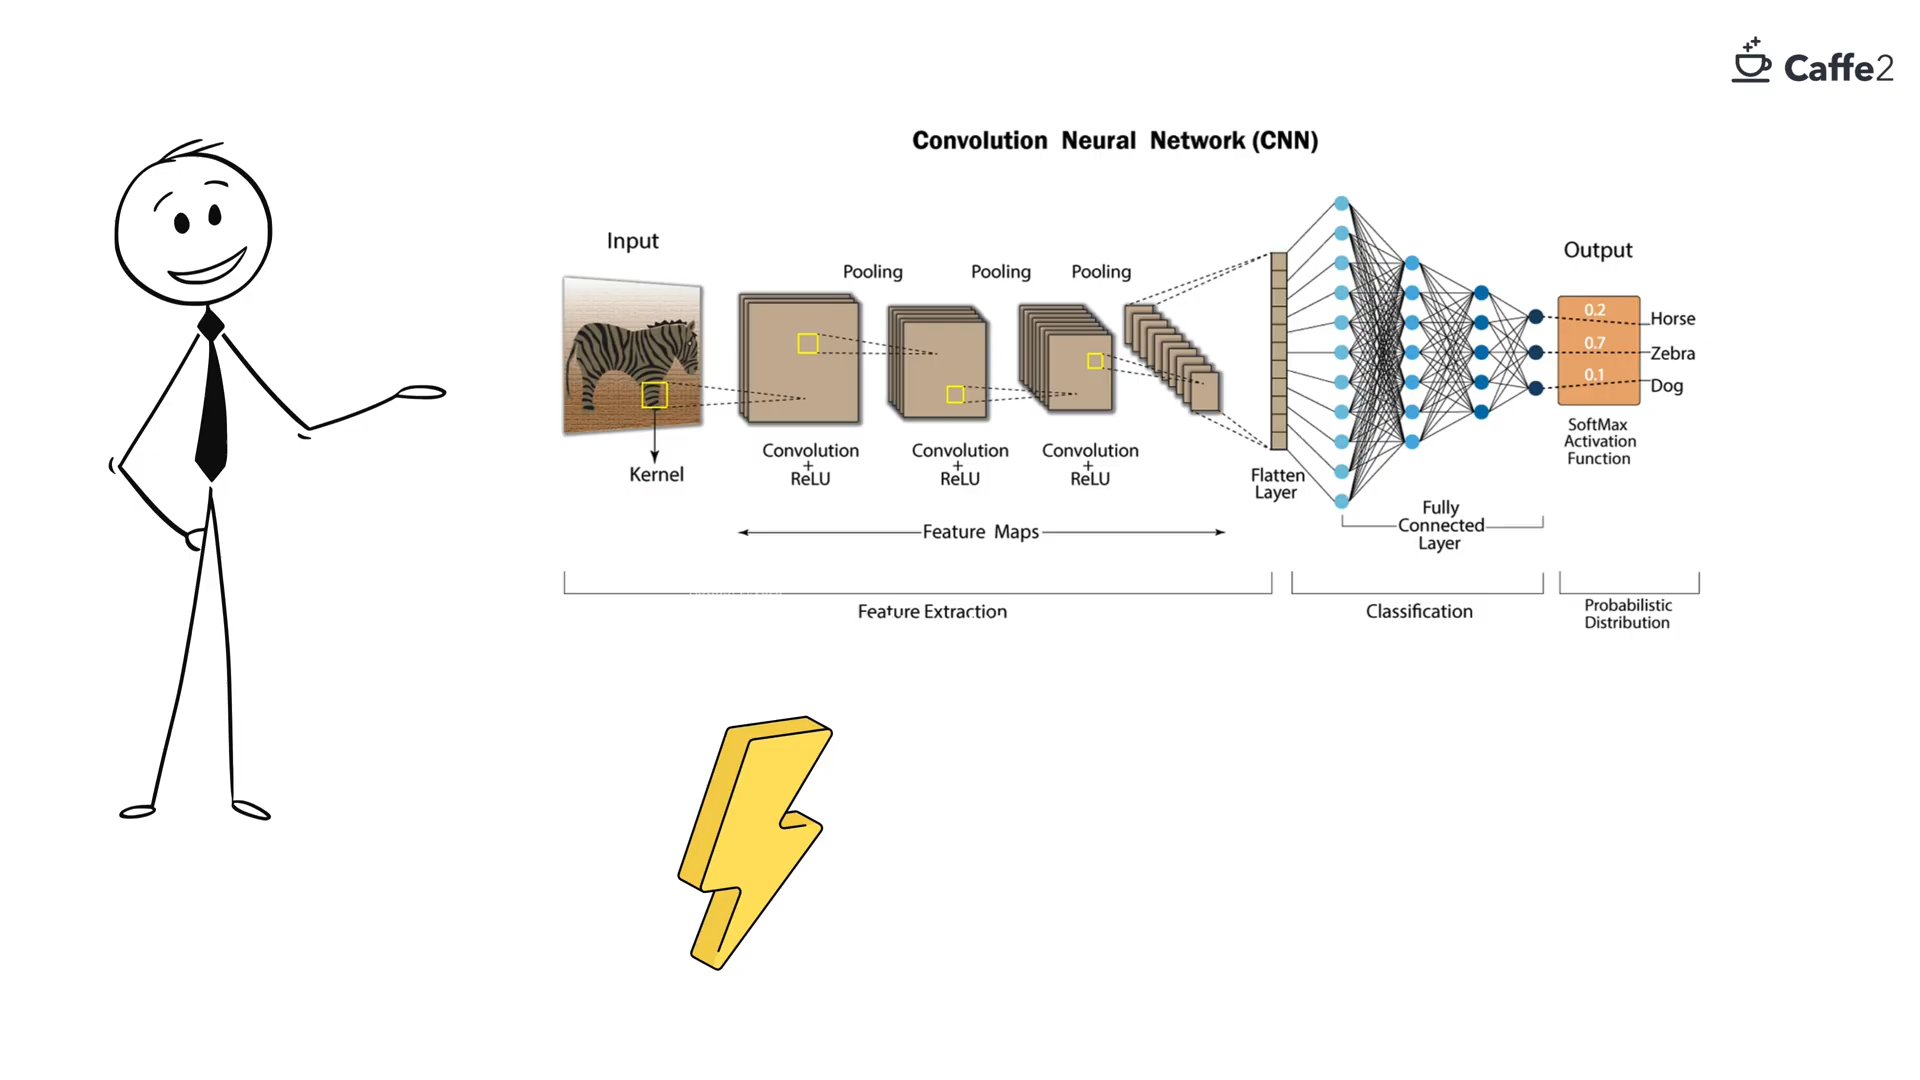 Caffe2
Convolution Neural Network (CNN)
Input
Output
Pooling
Pooling
Pooling
0.2
Horse
0.7
Zebra
0.1
Dog
Kernel
Convolution
+
ReLU
Convolution
+
ReLU
Convolution
+
ReLU
Flatten
Layer
SoftMax
Activation
Function
Feature Maps
Fully
Connected
Layer
Feature Extraction
Classification
Probabilistic
Distribution